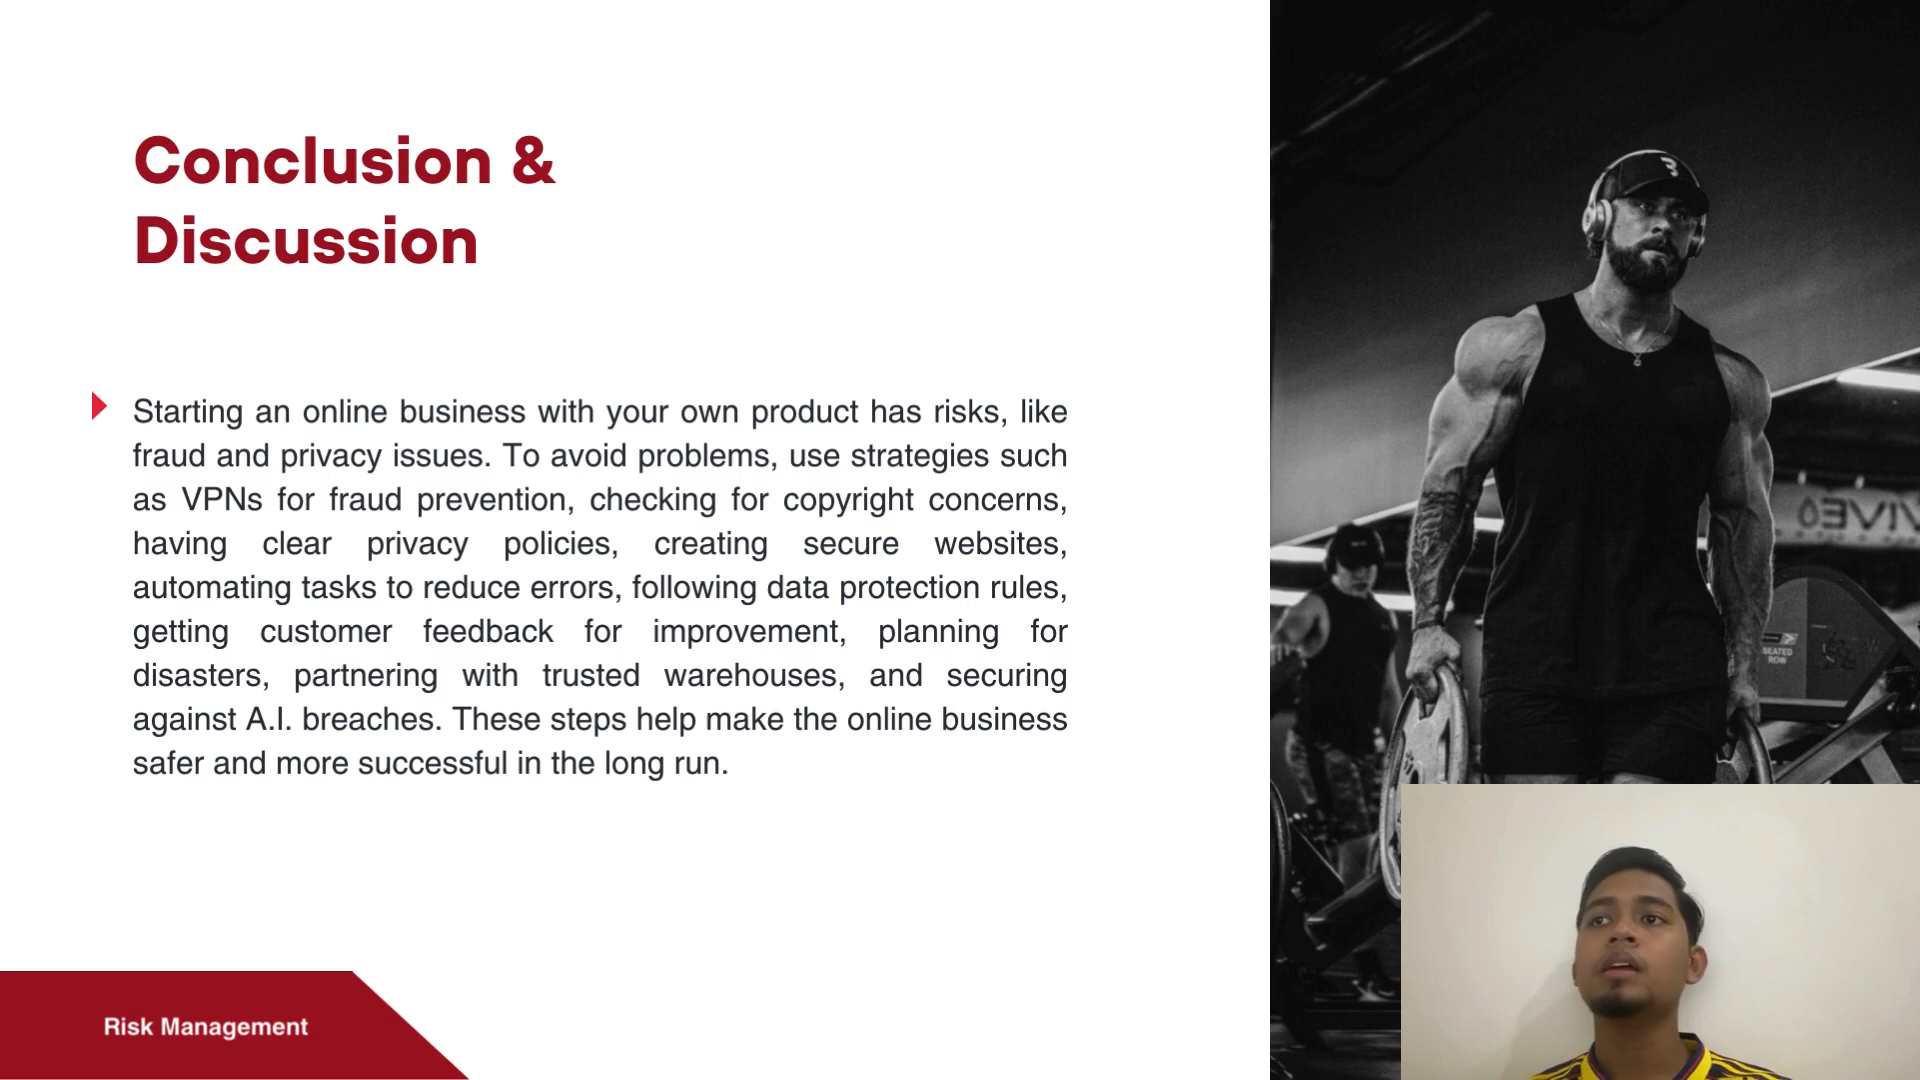 Conclusion &
Discussion
Starting an online business with your own product has risks, like
fraud and privacy issues. To avoid problems, use strategies such
as VPNs for fraud prevention, checking for copyright concerns,
having clear privacy policies, creating secure websites,
automating tasks to reduce errors, following data protection rules,
getting customer feedback for improvement, planning for
disasters, partnering with trusted warehouses, and securing
against A.I. breaches. These steps help make the online business
safer and more successful in the long run.
SEATED
ROW
Risk Management